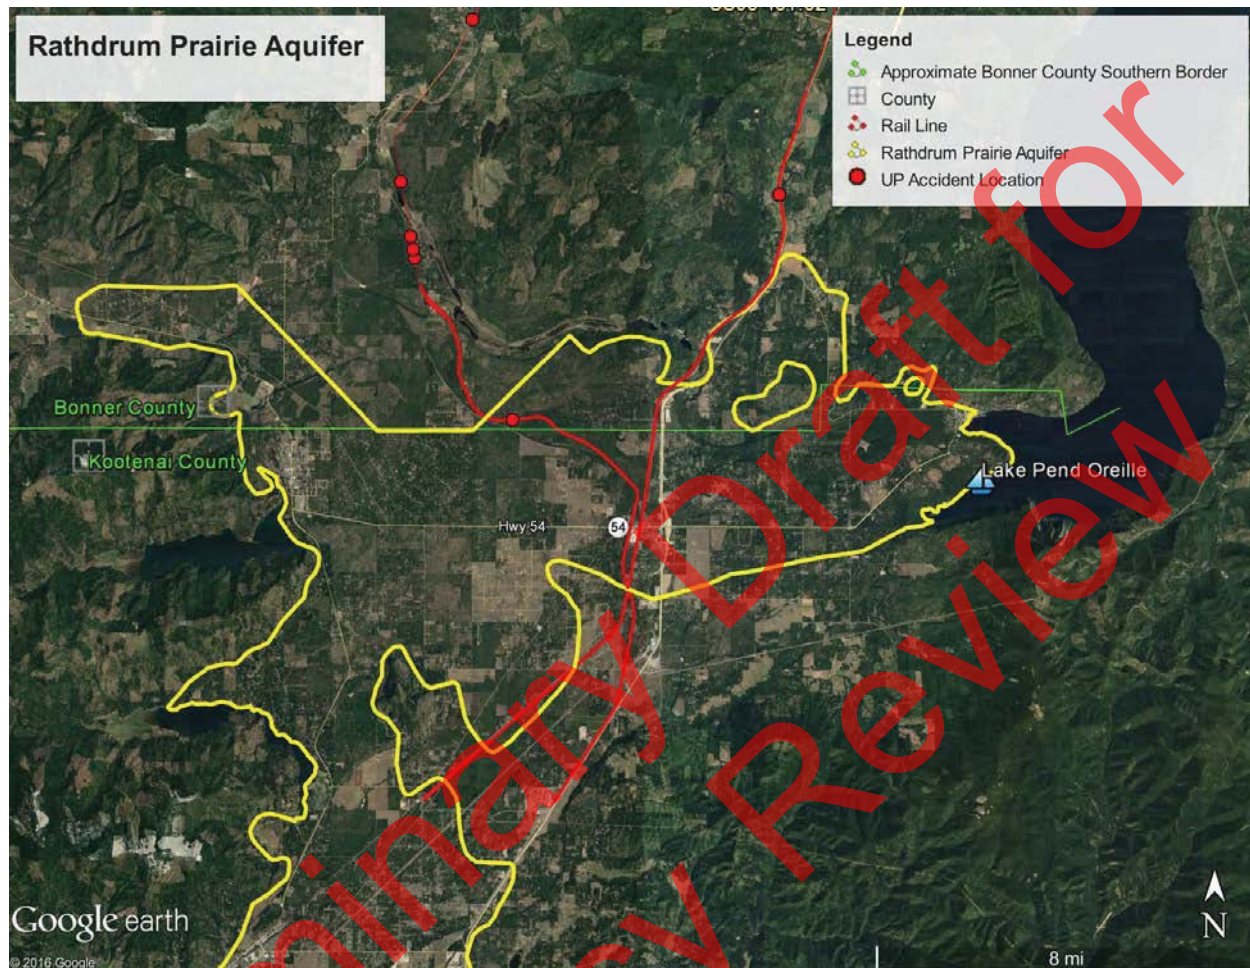 Rathdrum Prairie Aquifer
Legend
Approximate Bonner County Southern Border
County
Rail Line
Rathdrum Prairie Aquifer
UP Accident Location
Bonner County
Kootenai County
Lake Pend Oreille
Hwy 54
54
Draft for
Review
Google earth
© 2016 Google
N
8 mi